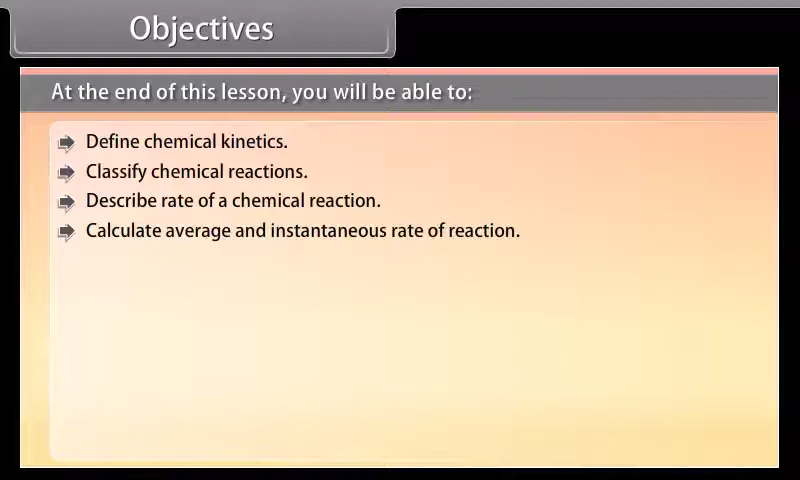 Objectives
At the end of this lesson, you will be able to:
Define chemical kinetics.
Classify chemical reactions.
Describe rate of a chemical reaction.
Calculate average and instantaneous rate of reaction.